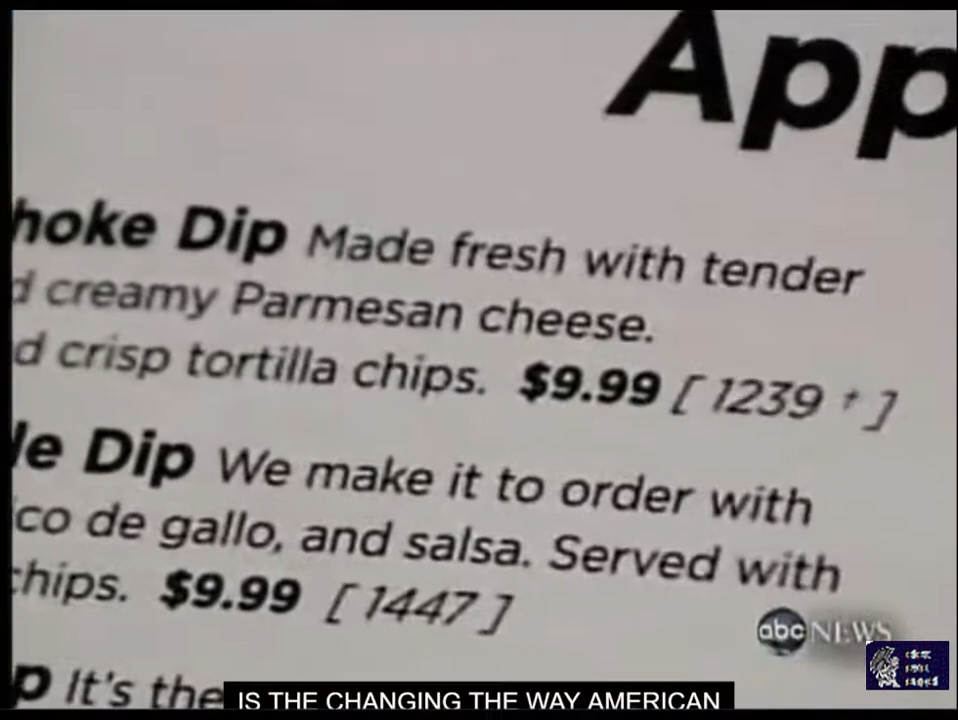 App
hoke Dip Made fresh with tender
d creamy Parmesan cheese.
d crisp tortilla chips. $9.99 [ 1239 † ]
le Dip We make it to order with
co de gallo, and salsa. Served with
chips. $9.99 [ 1447 ]
p It's the
abc NEWS
IS THE CHANGING THE WAY AMERICAN